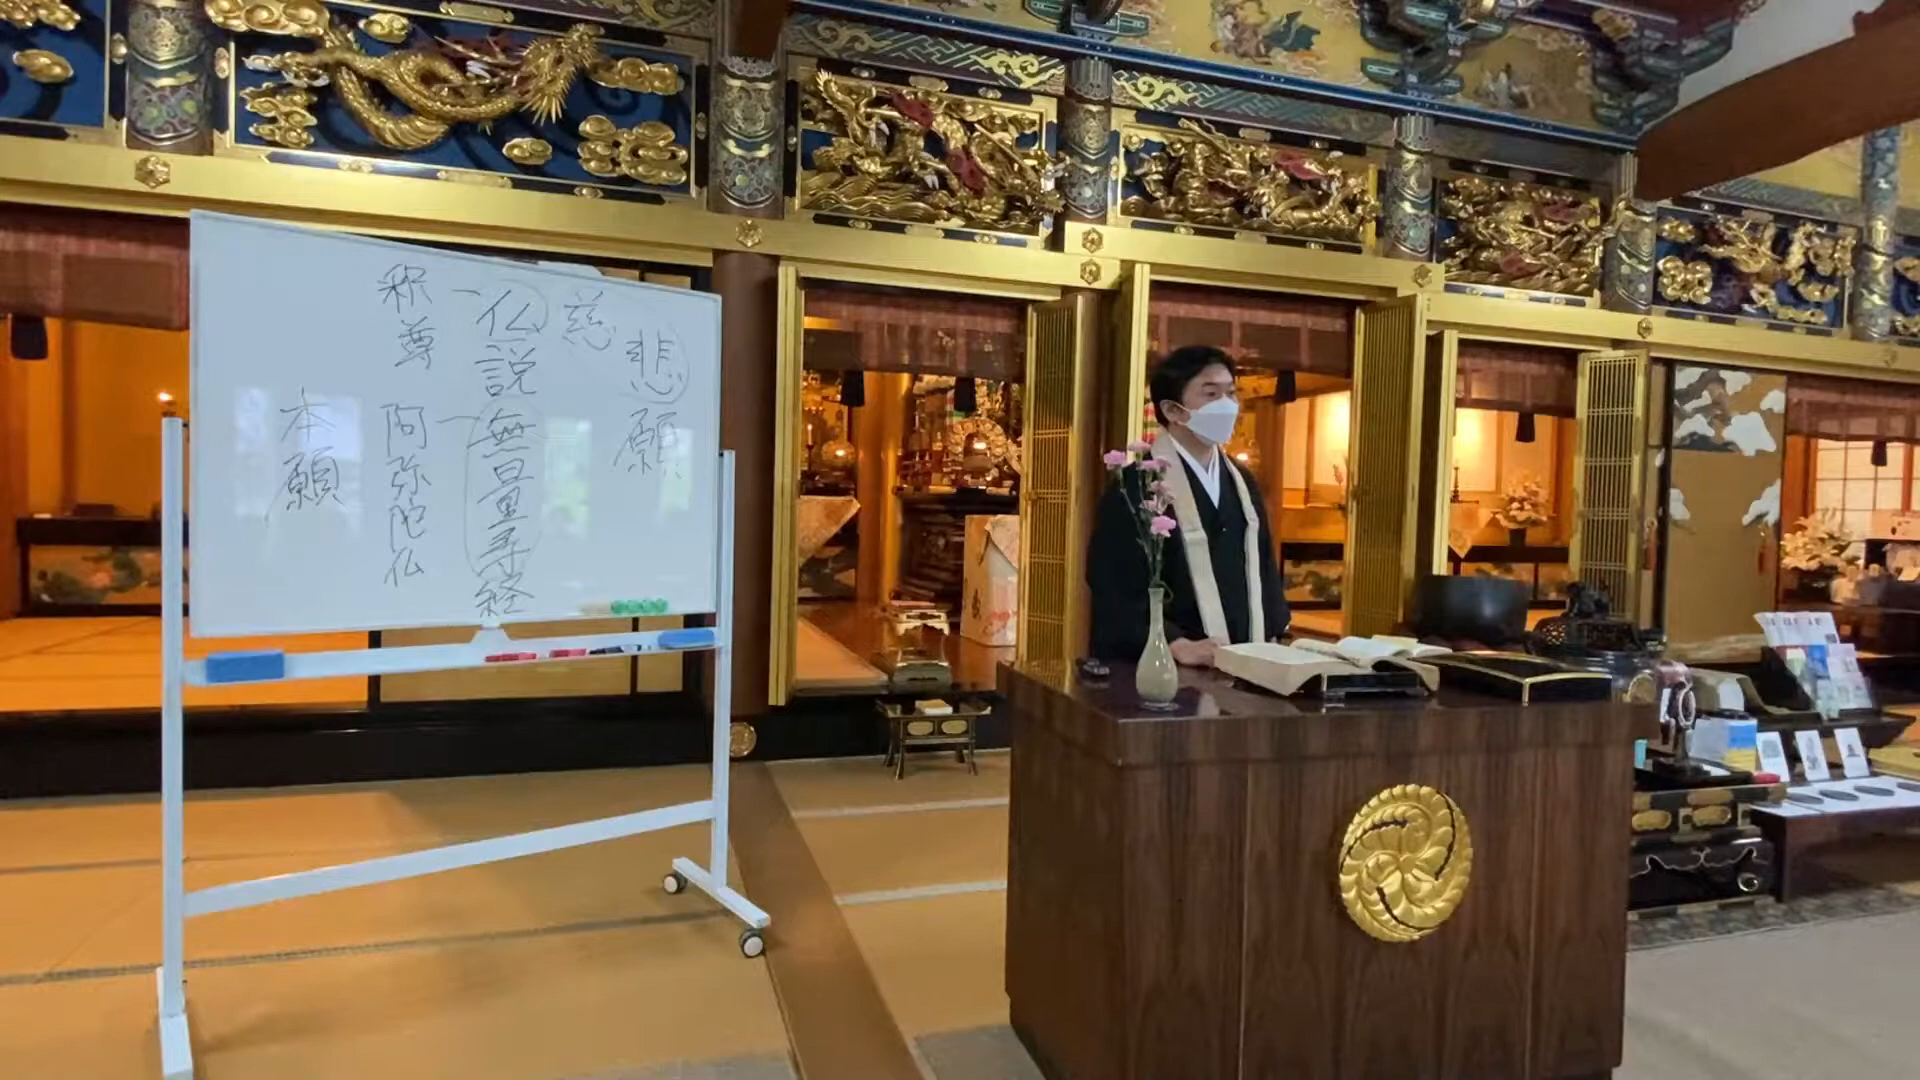 悲願
慈
仏説無量寿経
釈尊
阿弥陀仏
本願